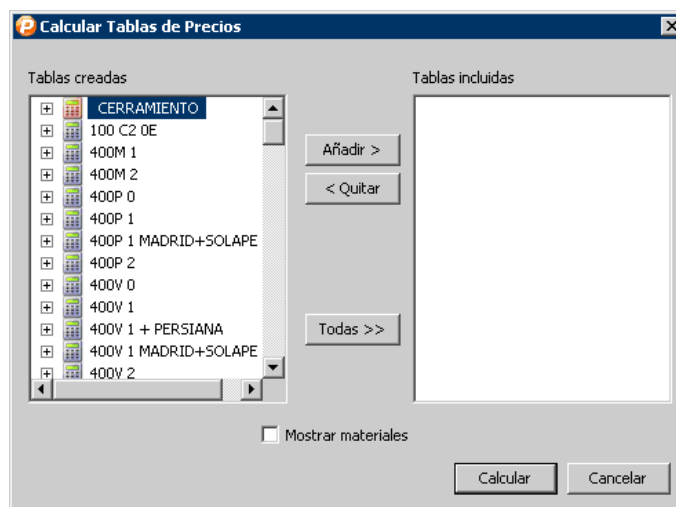 Calcular Tablas de Precios
Tablas creadas
Tablas incluidas
CERRAMIENTO
100 C2 0E
400M 1
400M 2
400P 0
400P 1
400P 1 MADRID+SOLAPE
400P 2
400V 0
400V 1
400V 1 + PERSIANA
400V 1 MADRID+SOLAPE
400V 2
Añadir >
< Quitar
Todas >>
Mostrar materiales
Calcular
Cancelar